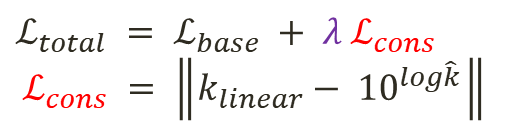 ℒ_total = ℒ_base + λ ℒ_cons
ℒ_cons = ‖k_linear − 10^{log k̂}‖